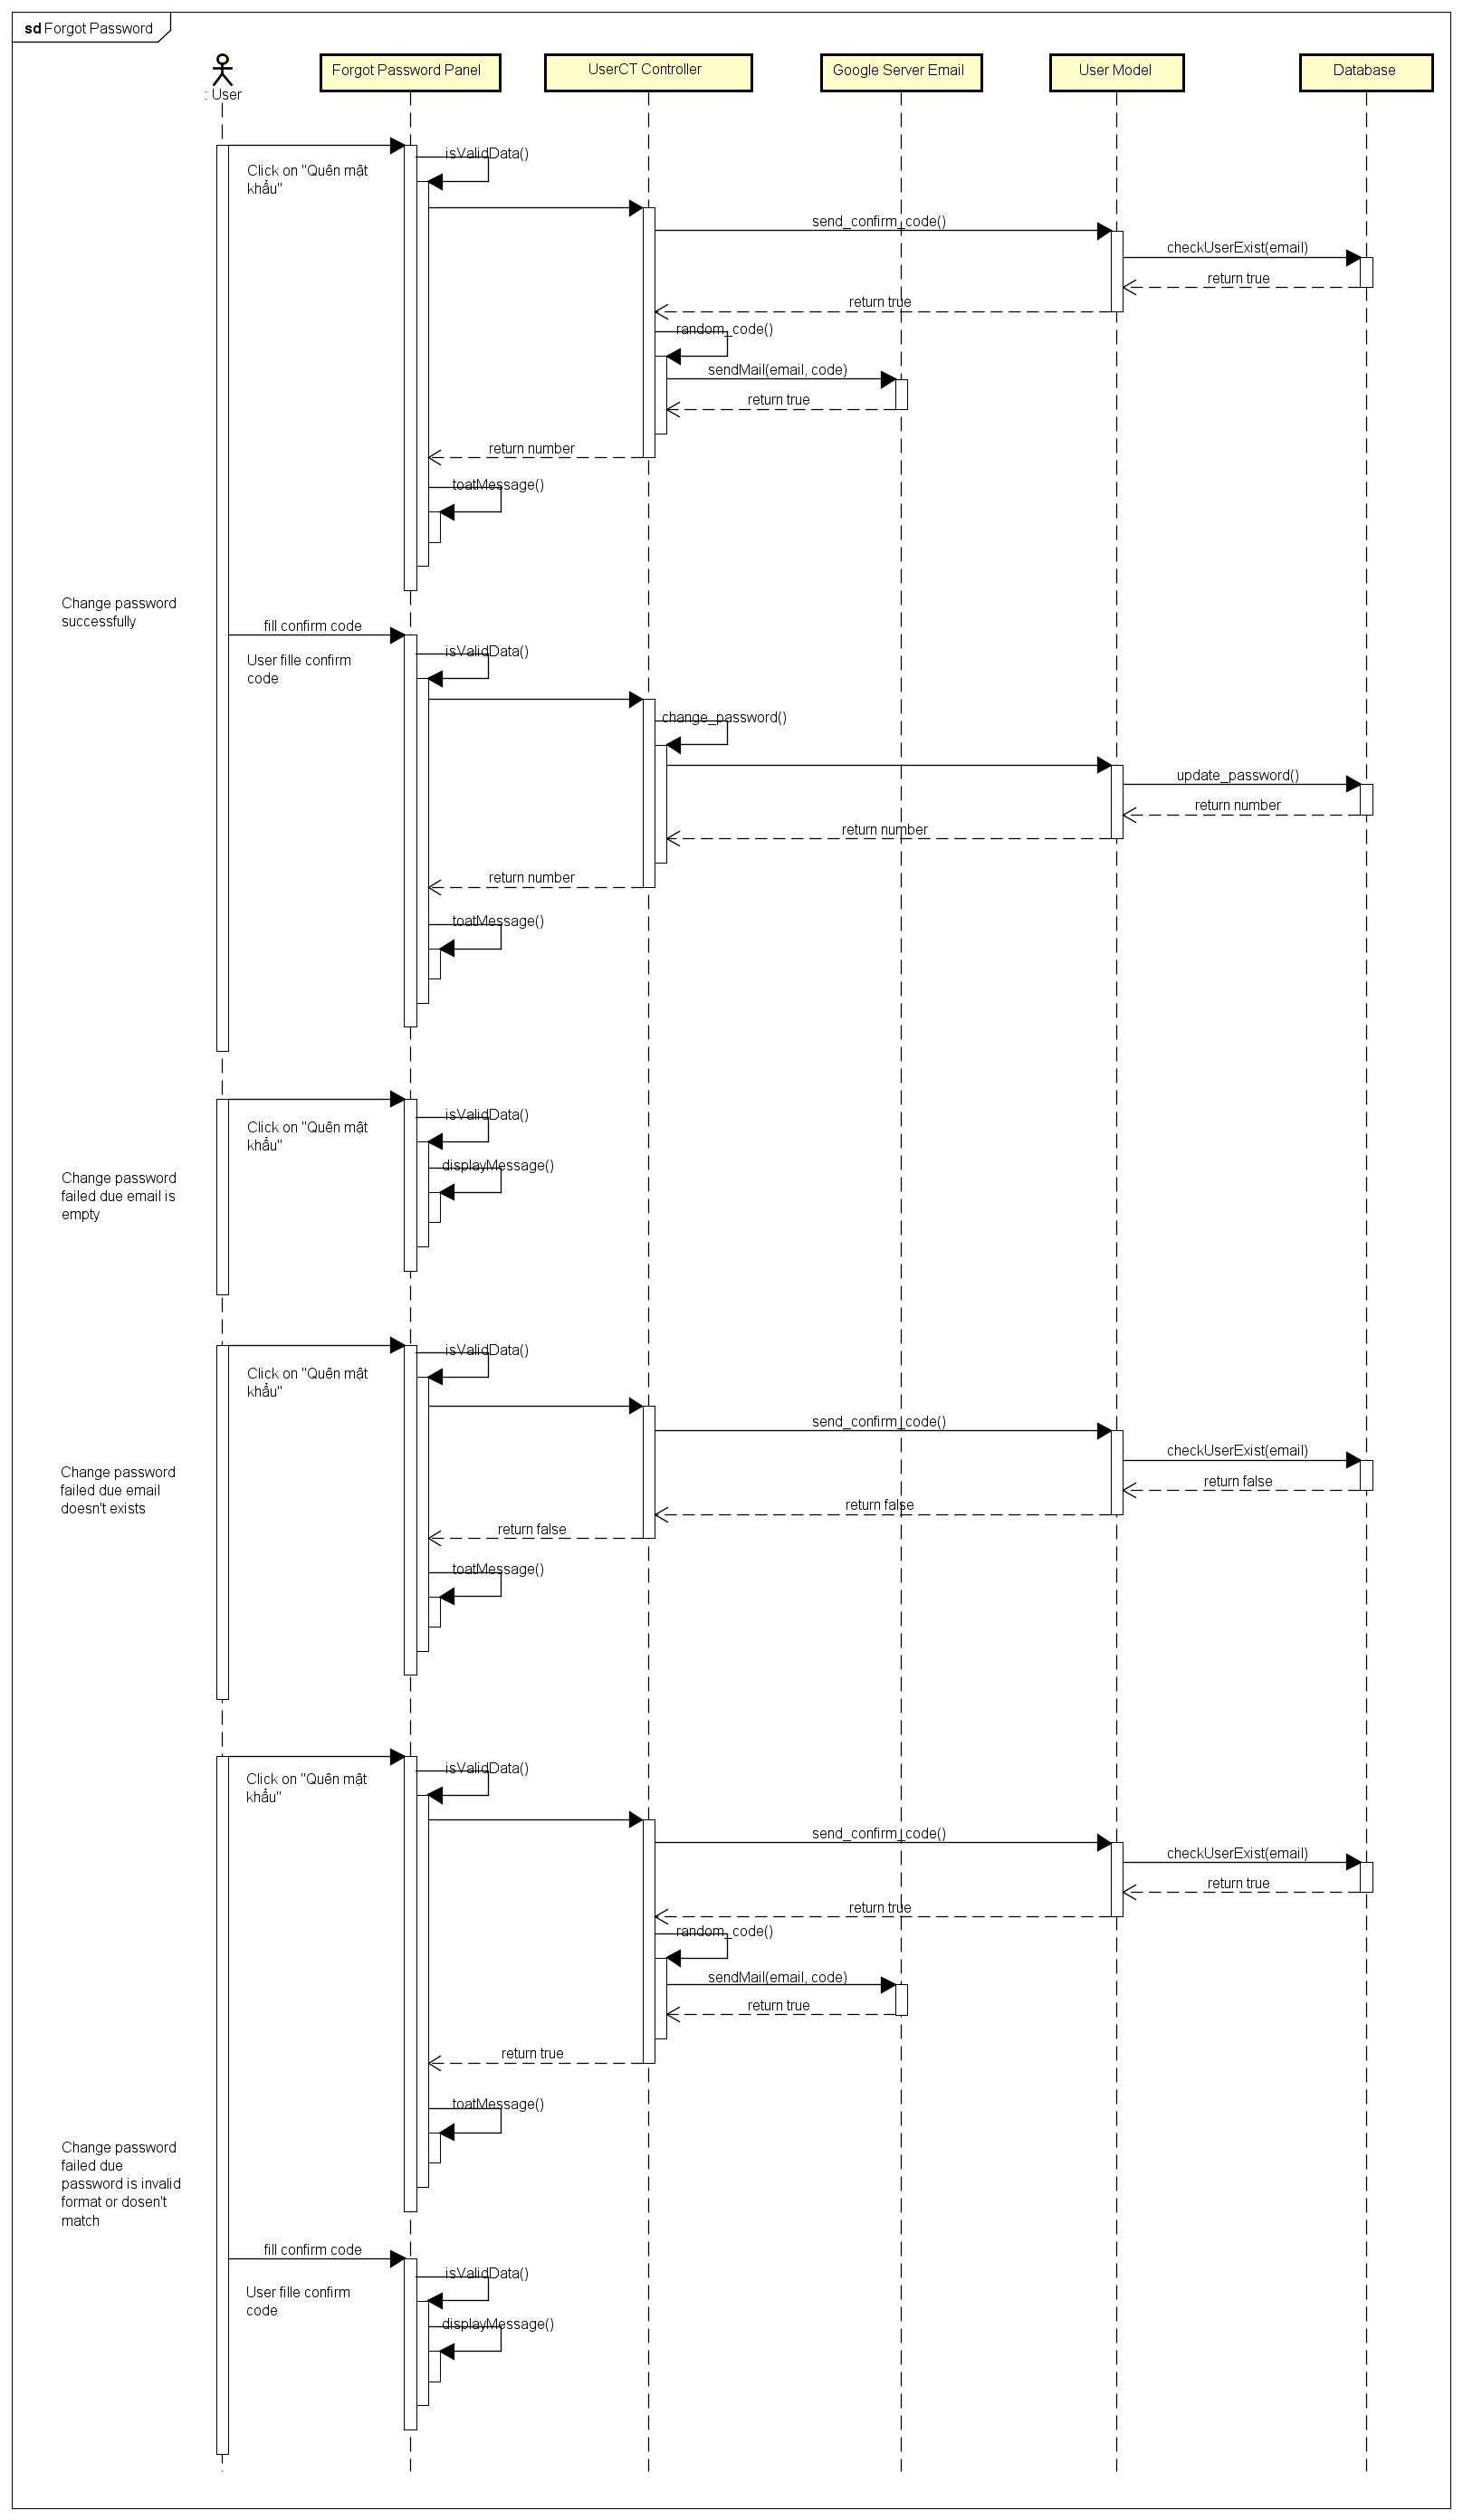 sd Forgot Password
: User
Forgot Password Panel
UserCT Controller
Google Server Email
User Model
Database
isValidData()
Click on "Quên mật
khẩu"
send_confirm_code()
checkUserExist(email)
return true
return true
random_code()
sendMail(email, code)
return true
return number
toatMessage()
Change password
successfully
fill confirm code
isValidData()
User fille confirm
code
change_password()
update_password()
return number
return number
return number
toatMessage()
isValidData()
Click on "Quên mật
khẩu"
displayMessage()
Change password
failed due email is
empty
isValidData()
Click on "Quên mật
khẩu"
send_confirm_code()
checkUserExist(email)
Change password
failed due email
doesn't exists
return false
return false
return false
toatMessage()
isValidData()
Click on "Quên mật
khẩu"
send_confirm_code()
checkUserExist(email)
return true
return true
random_code()
sendMail(email, code)
return true
return true
toatMessage()
Change password
failed due
password is invalid
format or dosen't
match
fill confirm code
isValidData()
User fille confirm
code
displayMessage()